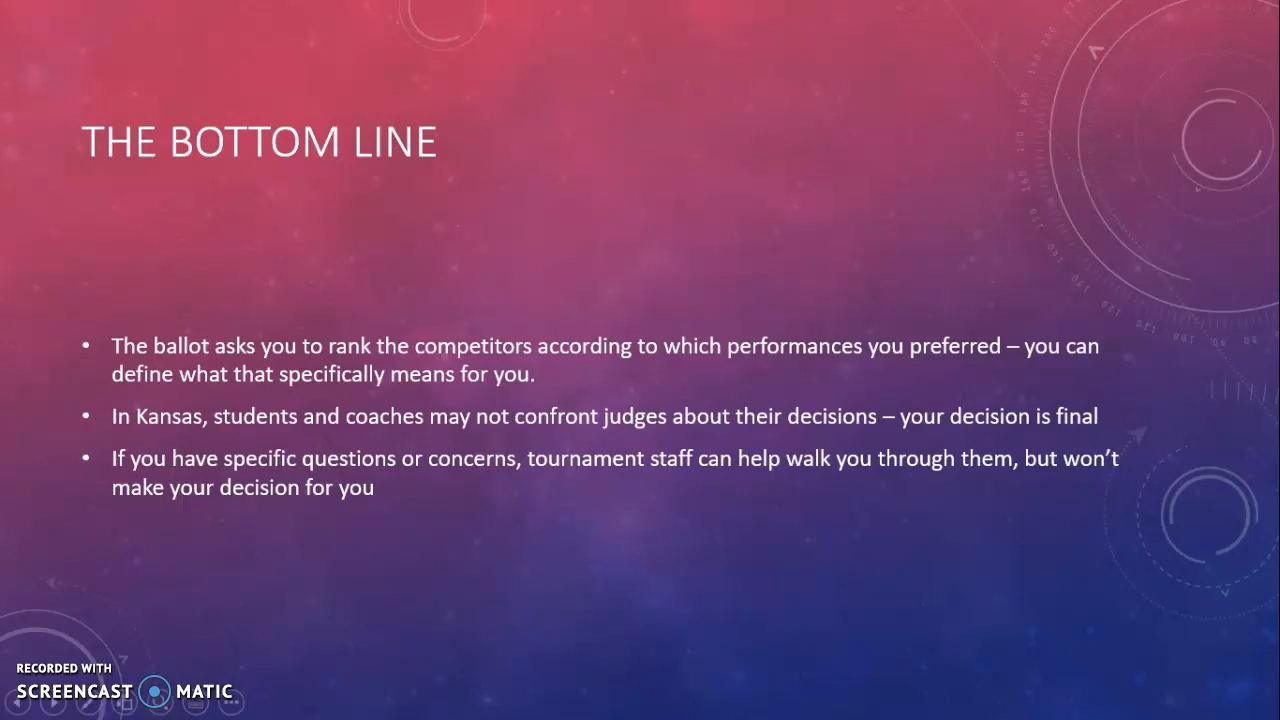 THE BOTTOM LINE
• The ballot asks you to rank the competitors according to which performances you preferred – you can
define what that specifically means for you.
• In Kansas, students and coaches may not confront judges about their decisions – your decision is final
• If you have specific questions or concerns, tournament staff can help walk you through them, but won’t
make your decision for you
RECORDED WITH
SCREENCAST MATIC